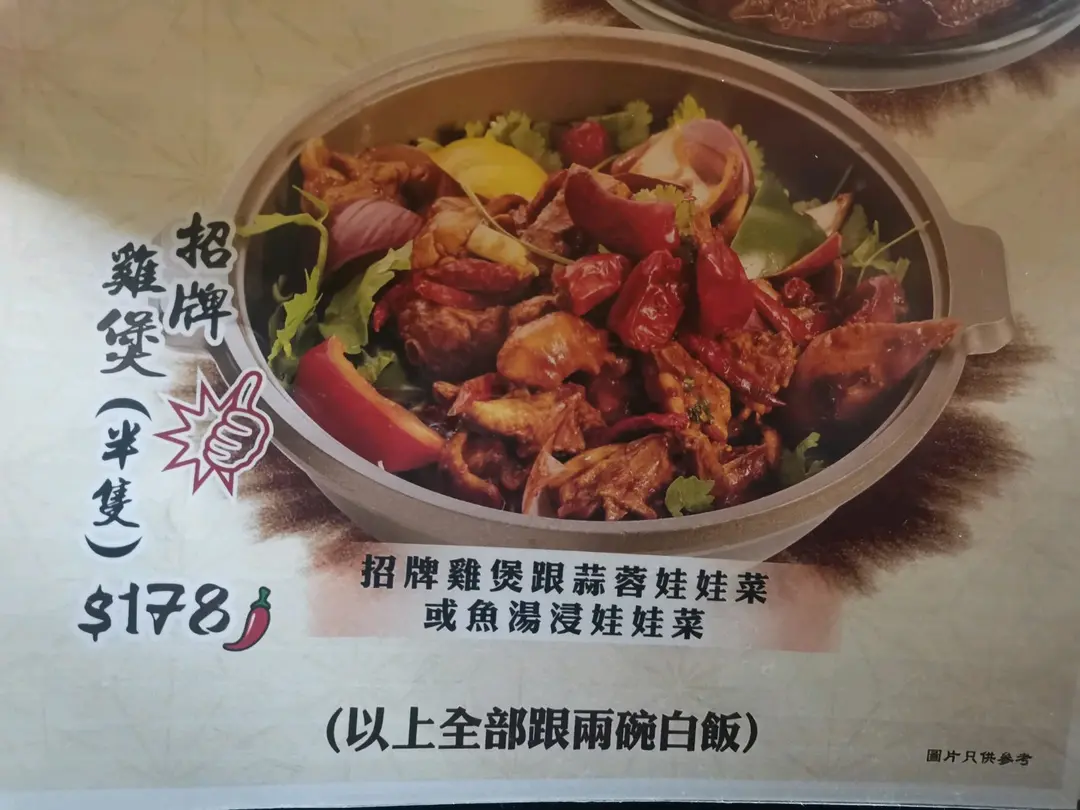 招牌
雞煲(半隻)
$178
招牌雞煲跟蒜蓉娃娃菜
或魚湯浸娃娃菜
(以上全部跟兩碗白飯)
圖片只供參考